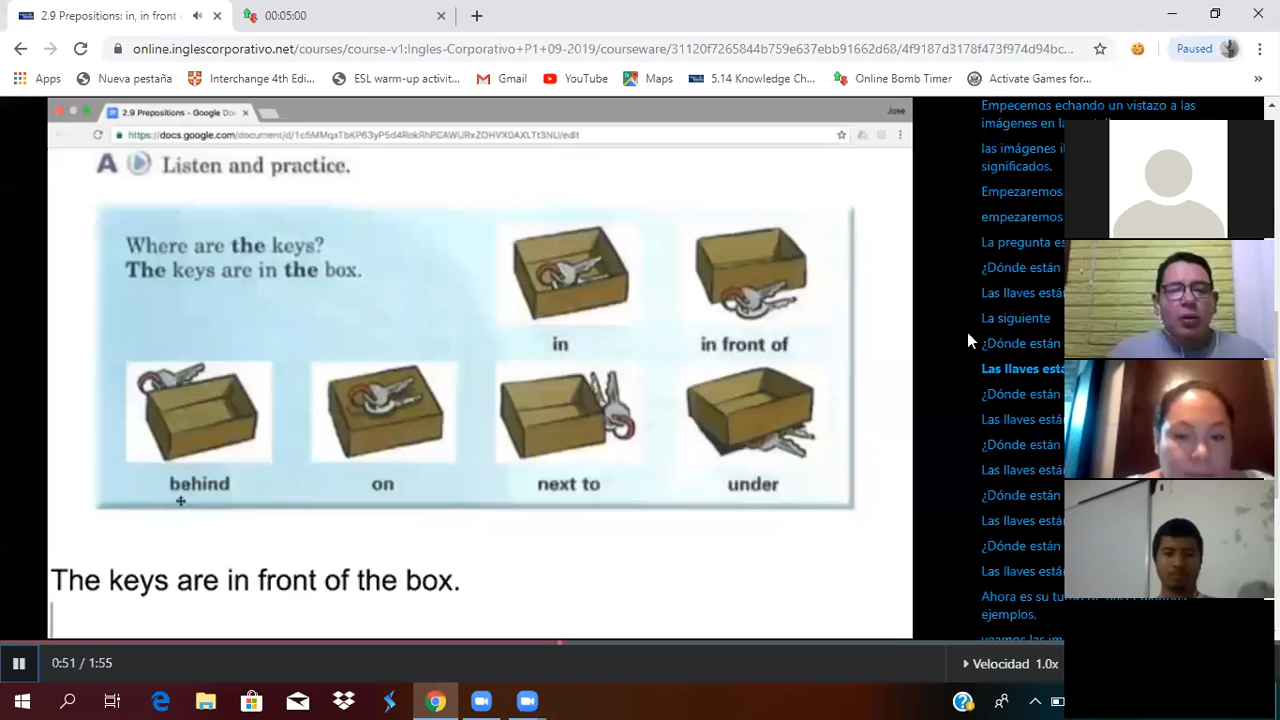 2.9 Prepositions: in, in front
00:05:00
online.inglescorporativo.net/courses/course-v1:Ingles-Corporativo+P1+09-2019/courseware/31120f7265844b759e637ebb91662d68/4f9187d3178f473f974d94bc...
Paused
Apps
Nueva pestaña
Interchange 4th Edi...
ESL warm-up activit...
Gmail
YouTube
Maps
5.14 Knowledge Ch...
Online Bomb Timer
Activate Games for...
2.9 Prepositions - Google Do
Jose
A Listen and practice.
Where are the keys?
The keys are in the box.
in
in front of
behind
on
next to
under
The keys are in front of the box.
0:51 / 1:55
Velocidad 1.0x
Empecemos echando un vistazo a las
imágenes en la
las imágenes
significados.
Empezaremos
empezaremos
La pregunta es
¿Dónde están
Las llaves está
La siguiente
¿Dónde están
Las llaves está
¿Dónde están
Las llaves está
¿Dónde están
Las llaves está
¿Dónde están
Las llaves está
¿Dónde están
Las llaves está
Ahora es su
ejemplos.
veamos las